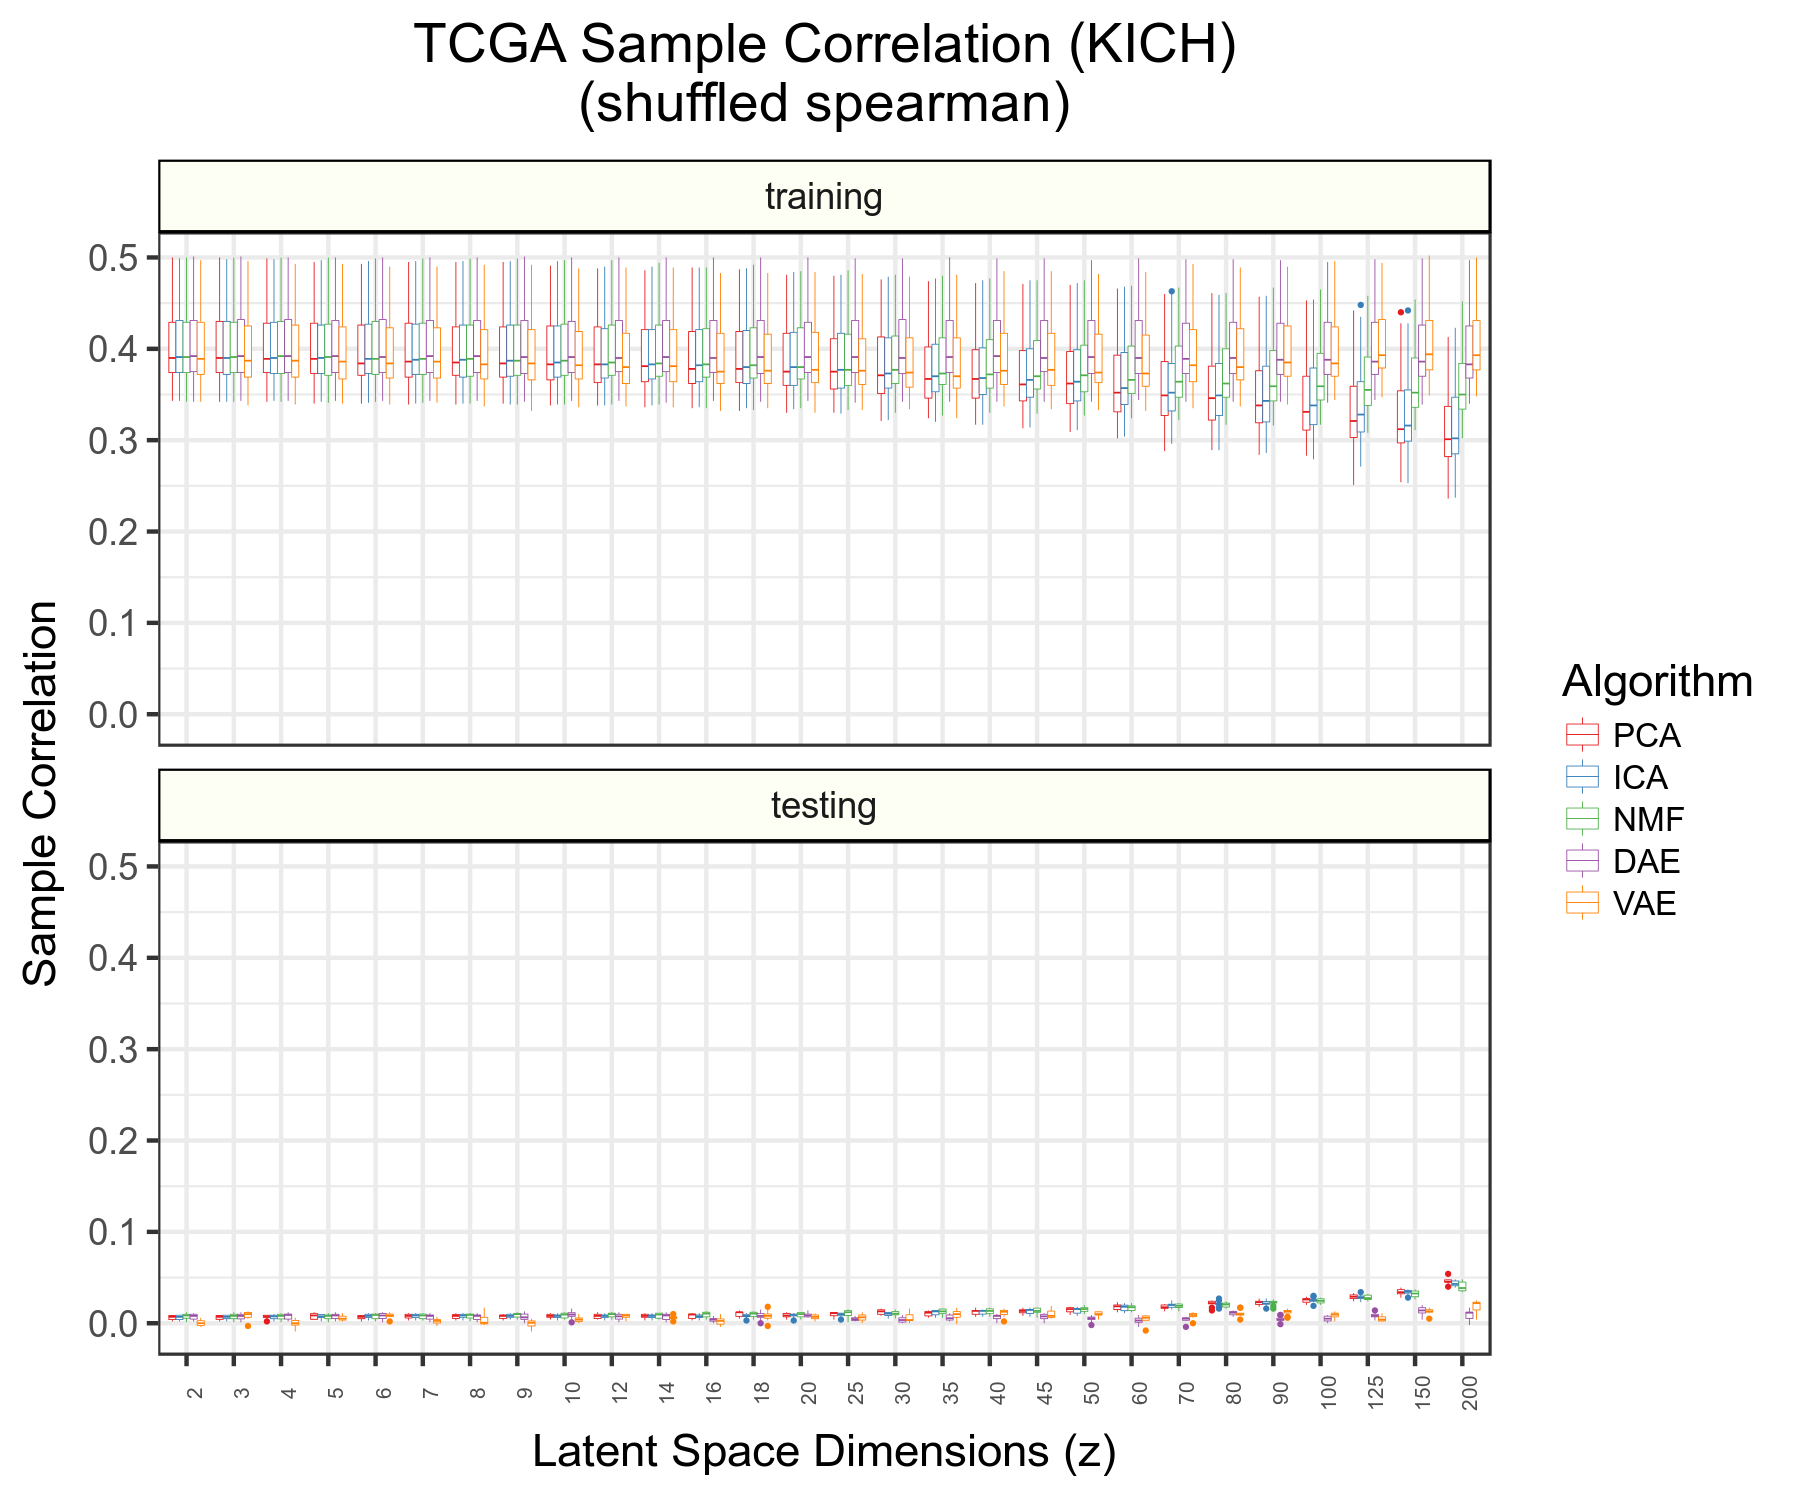 TCGA Sample Correlation (KICH)
(shuffled spearman)
training
0.5
0.4
0.3
0.2
0.1
0.0
testing
0.5
0.4
0.3
0.2
0.1
0.0
Sample Correlation
2 3 4 5 6 7 8 9 10 12 14 16 18 20 25 30 35 40 45 50 60 70 80 90 100 125 150 200
Latent Space Dimensions (z)
Algorithm
PCA
ICA
NMF
DAE
VAE